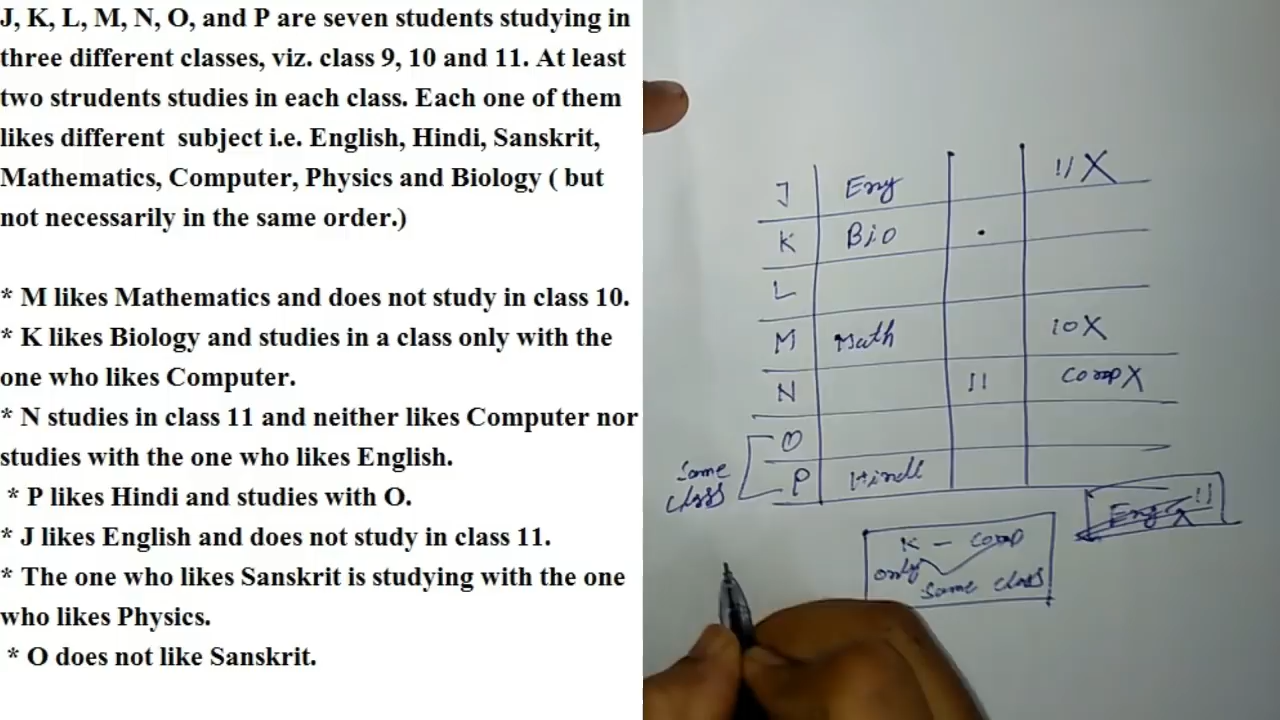 J, K, L, M, N, O, and P are seven students studying in
three different classes, viz. class 9, 10 and 11. At least
two strudents studies in each class. Each one of them
likes different subject i.e. English, Hindi, Sanskrit,
Mathematics, Computer, Physics and Biology ( but
not necessarily in the same order.)
* M likes Mathematics and does not study in class 10.
* K likes Biology and studies in a class only with the
one who likes Computer.
* N studies in class 11 and neither likes Computer nor
studies with the one who likes English.
* P likes Hindi and studies with O.
* J likes English and does not study in class 11.
* The one who likes Sanskrit is studying with the one
who likes Physics.
* O does not like Sanskrit.
J Eng 11 X
K Bio
L
M Math 10 X
N 11 Comp X
O
P Hindi
Same
class
Eng X 11
K - Comp
only
Same class